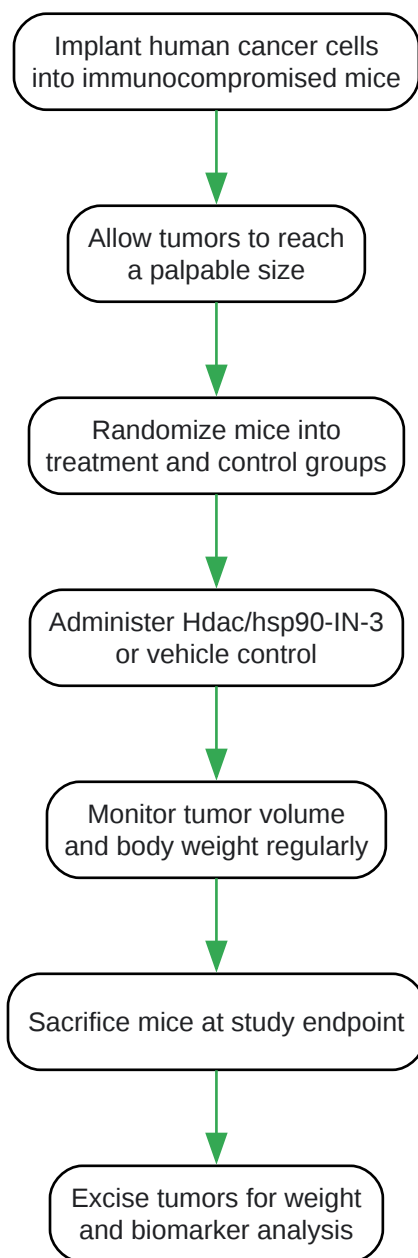 Implant human cancer cells
into immunocompromised mice
Allow tumors to reach
a palpable size
Randomize mice into
treatment and control groups
Administer Hdac/hsp90-IN-3
or vehicle control
Monitor tumor volume
and body weight regularly
Sacrifice mice at study endpoint
Excise tumors for weight
and biomarker analysis